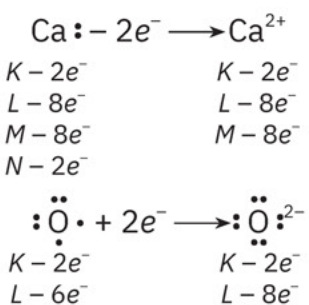 Ca : – 2e⁻ ⟶ Ca²⁺
K – 2e⁻ K – 2e⁻
L – 8e⁻ L – 8e⁻
M – 8e⁻ M – 8e⁻
N – 2e⁻
:Ö· + 2e⁻ ⟶ :Ö:²⁻
K – 2e⁻ K – 2e⁻
L – 6e⁻ L – 8e⁻